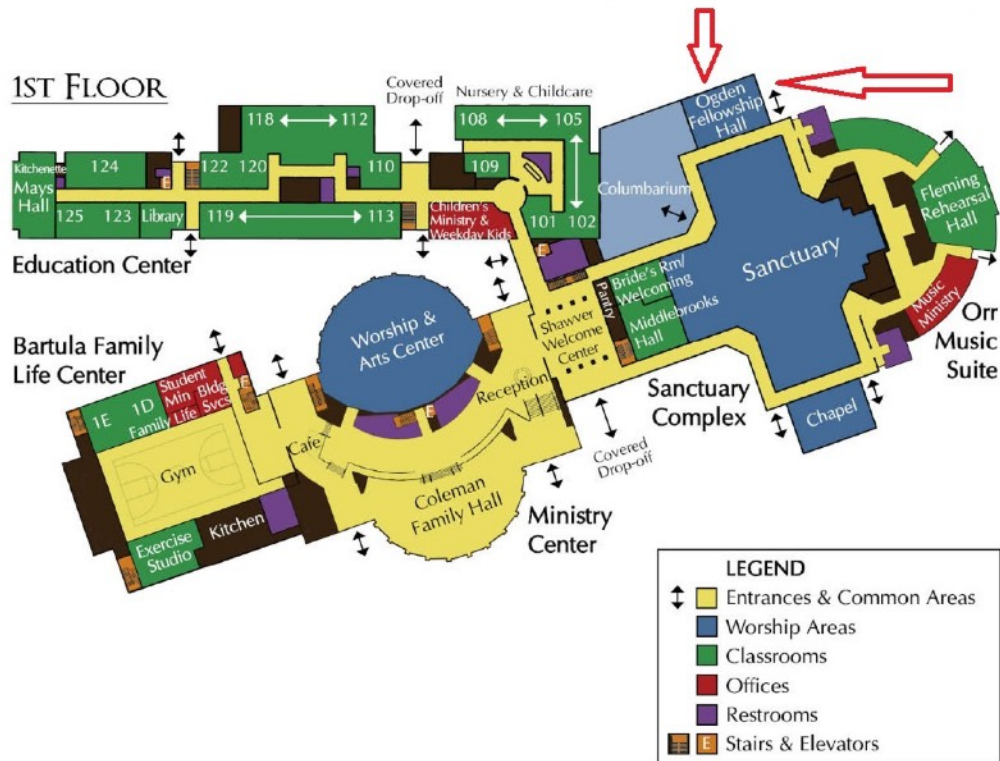 1ST FLOOR
Covered
Drop-off
Nursery & Childcare
118
112
108
105
Ogden
Fellowship
Hall
Kitchenette
124
E
122
120
110
109
Mays
Hall
125
123
Library
119
113
Children's
Ministry &
Weekday Kids
101
102
E
Columbarium
Fleming
Rehearsal
Hall
Education Center
Sanctuary
Bride's Rm/
Welcoming
Pantry
Middlebrooks
Hall
Shawver
Welcome
Center
Music
Ministry
Orr
Music
Suite
Worship &
Arts Center
Bartula Family
Life Center
Reception
E
Sanctuary
Complex
Chapel
1E
1D
Student
Min
Family Life
Bldg
Svcs
E
Cafe
Covered
Drop-off
Gym
Coleman
Family Hall
Kitchen
Exercise
Studio
Ministry
Center
LEGEND
Entrances & Common Areas
Worship Areas
Classrooms
Offices
Restrooms
E Stairs & Elevators